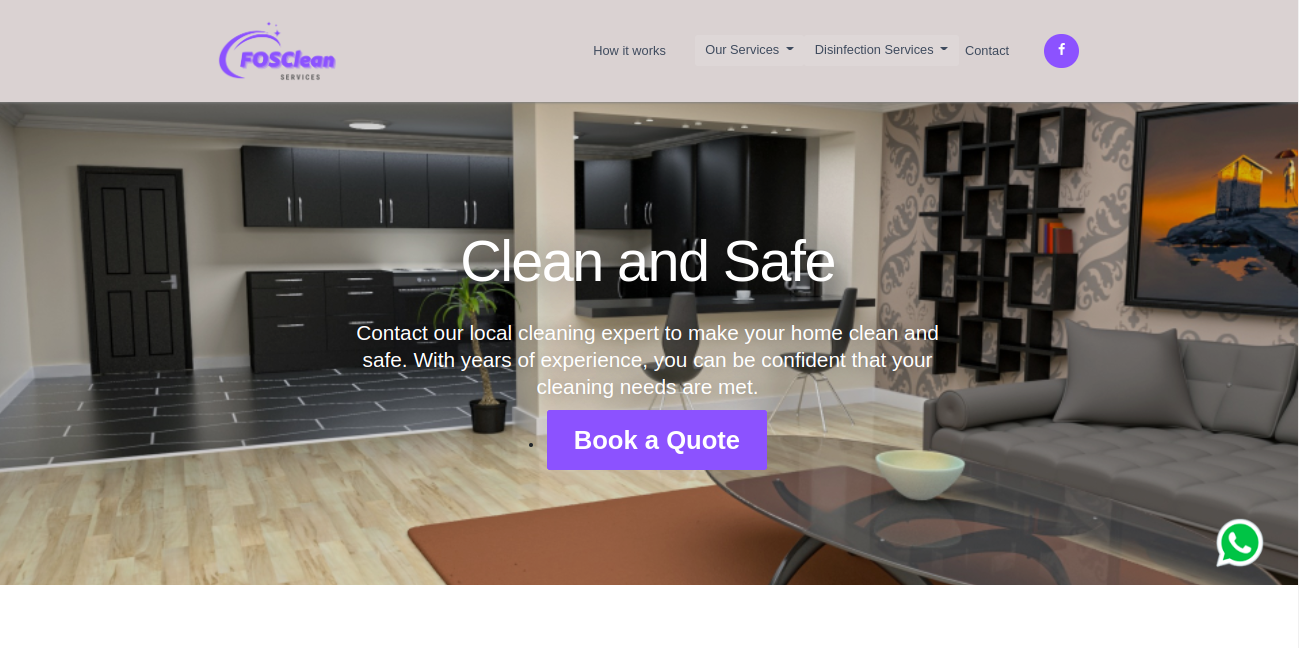 FOSClean
SERVICES
How it works
Our Services
Disinfection Services
Contact
Clean and Safe
Contact our local cleaning expert to make your home clean and
safe. With years of experience, you can be confident that your
cleaning needs are met.
Book a Quote